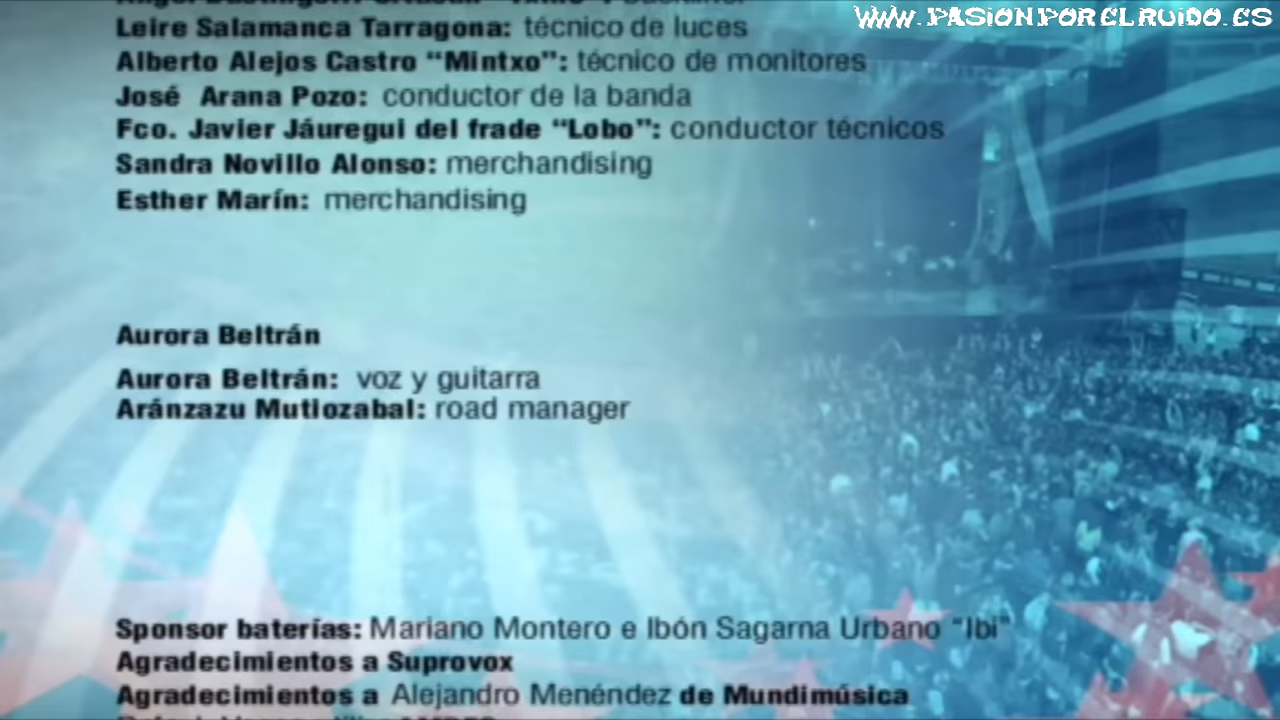 www.PASIONPORELRUIDO.ES
Leire Salamanca Tarragona: técnico de luces
Alberto Alejos Castro “Mintxo”: técnico de monitores
José Arana Pozo: conductor de la banda
Fco. Javier Jáuregui del frade “Lobo”: conductor técnicos
Sandra Novillo Alonso: merchandising
Esther Marín: merchandising
Aurora Beltrán
Aurora Beltrán: voz y guitarra
Aránzazu Mutiozabal: road manager
Sponsor baterías: Mariano Montero e Ibón Sagarna Urbano "Ibi"
Agradecimientos a Suprovox
Agradecimientos a Alejandro Menéndez de Mundimúsica